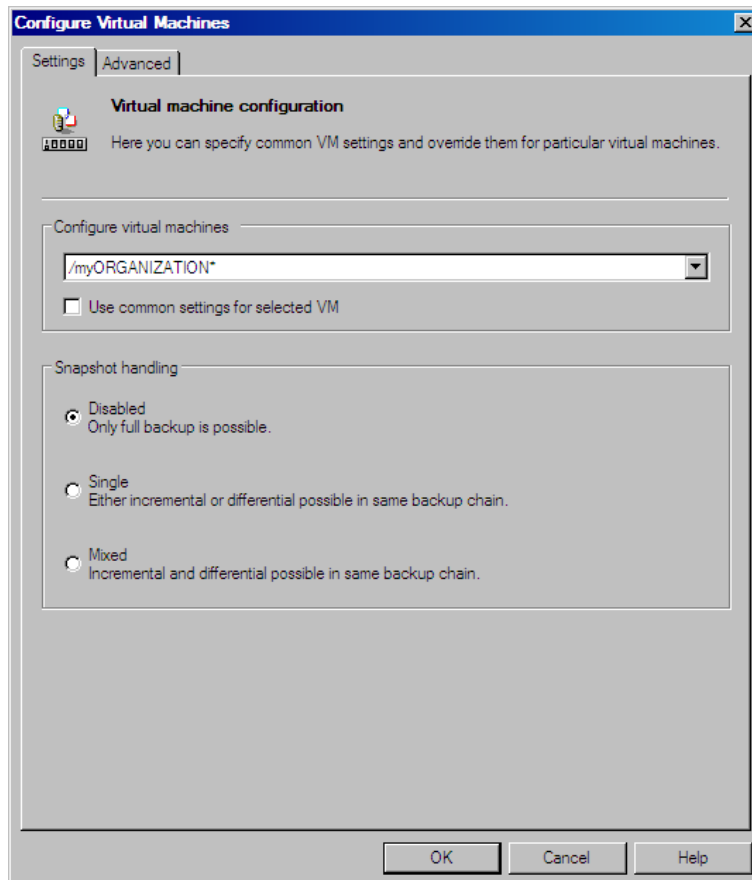 Configure Virtual Machines
Settings
Advanced
Virtual machine configuration
Here you can specify common VM settings and override them for particular virtual machines.
Configure virtual machines
/myORGANIZATION*
Use common settings for selected VM
Snapshot handling
Disabled
Only full backup is possible.
Single
Either incremental or differential possible in same backup chain.
Mixed
Incremental and differential possible in same backup chain.
OK
Cancel
Help